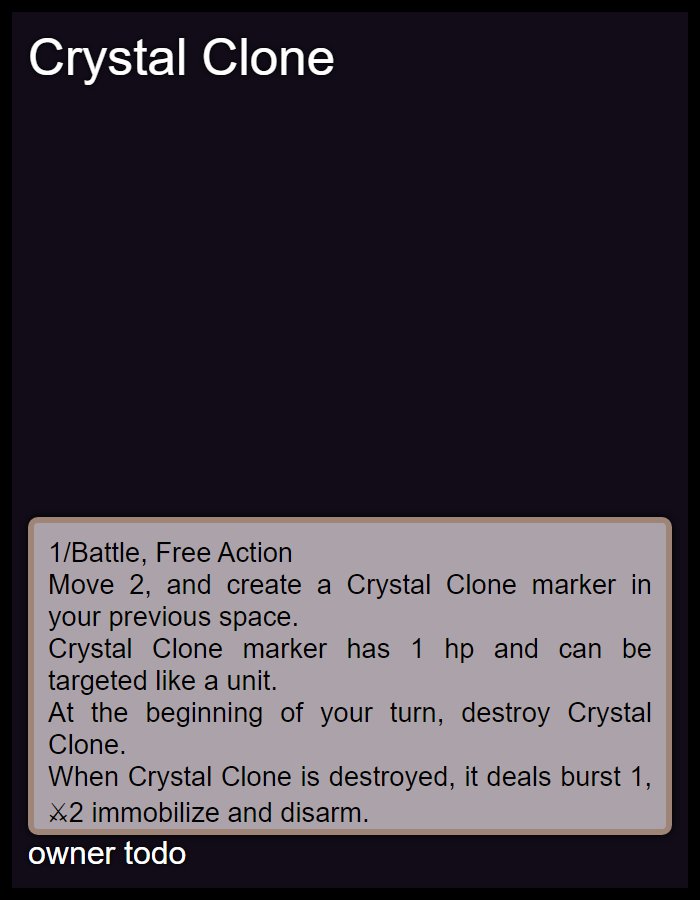 Crystal Clone
1/Battle, Free Action
Move 2, and create a Crystal Clone marker in
your previous space.
Crystal Clone marker has 1 hp and can be
targeted like a unit.
At the beginning of your turn, destroy Crystal
Clone.
When Crystal Clone is destroyed, it deals burst 1,
⚔2 immobilize and disarm.
owner todo